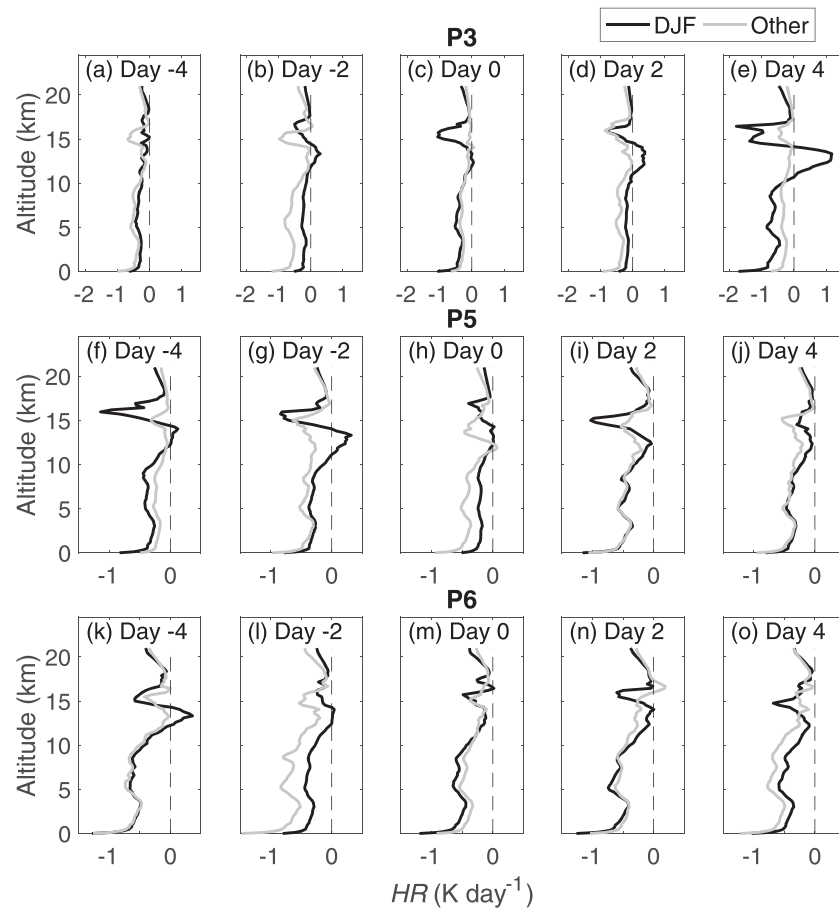 DJF Other
P3
(a) Day -4 (b) Day -2 (c) Day 0 (d) Day 2 (e) Day 4
Altitude (km)
20
15
10
5
0
-2 -1 0 1 -2 -1 0 1 -2 -1 0 1 -2 -1 0 1 -2 -1 0 1
P5
(f) Day -4 (g) Day -2 (h) Day 0 (i) Day 2 (j) Day 4
Altitude (km)
20
15
10
5
0
-1 0 -1 0 -1 0 -1 0 -1 0
P6
(k) Day -4 (l) Day -2 (m) Day 0 (n) Day 2 (o) Day 4
Altitude (km)
20
15
10
5
0
-1 0 -1 0 -1 0 -1 0 -1 0
HR (K day⁻¹)